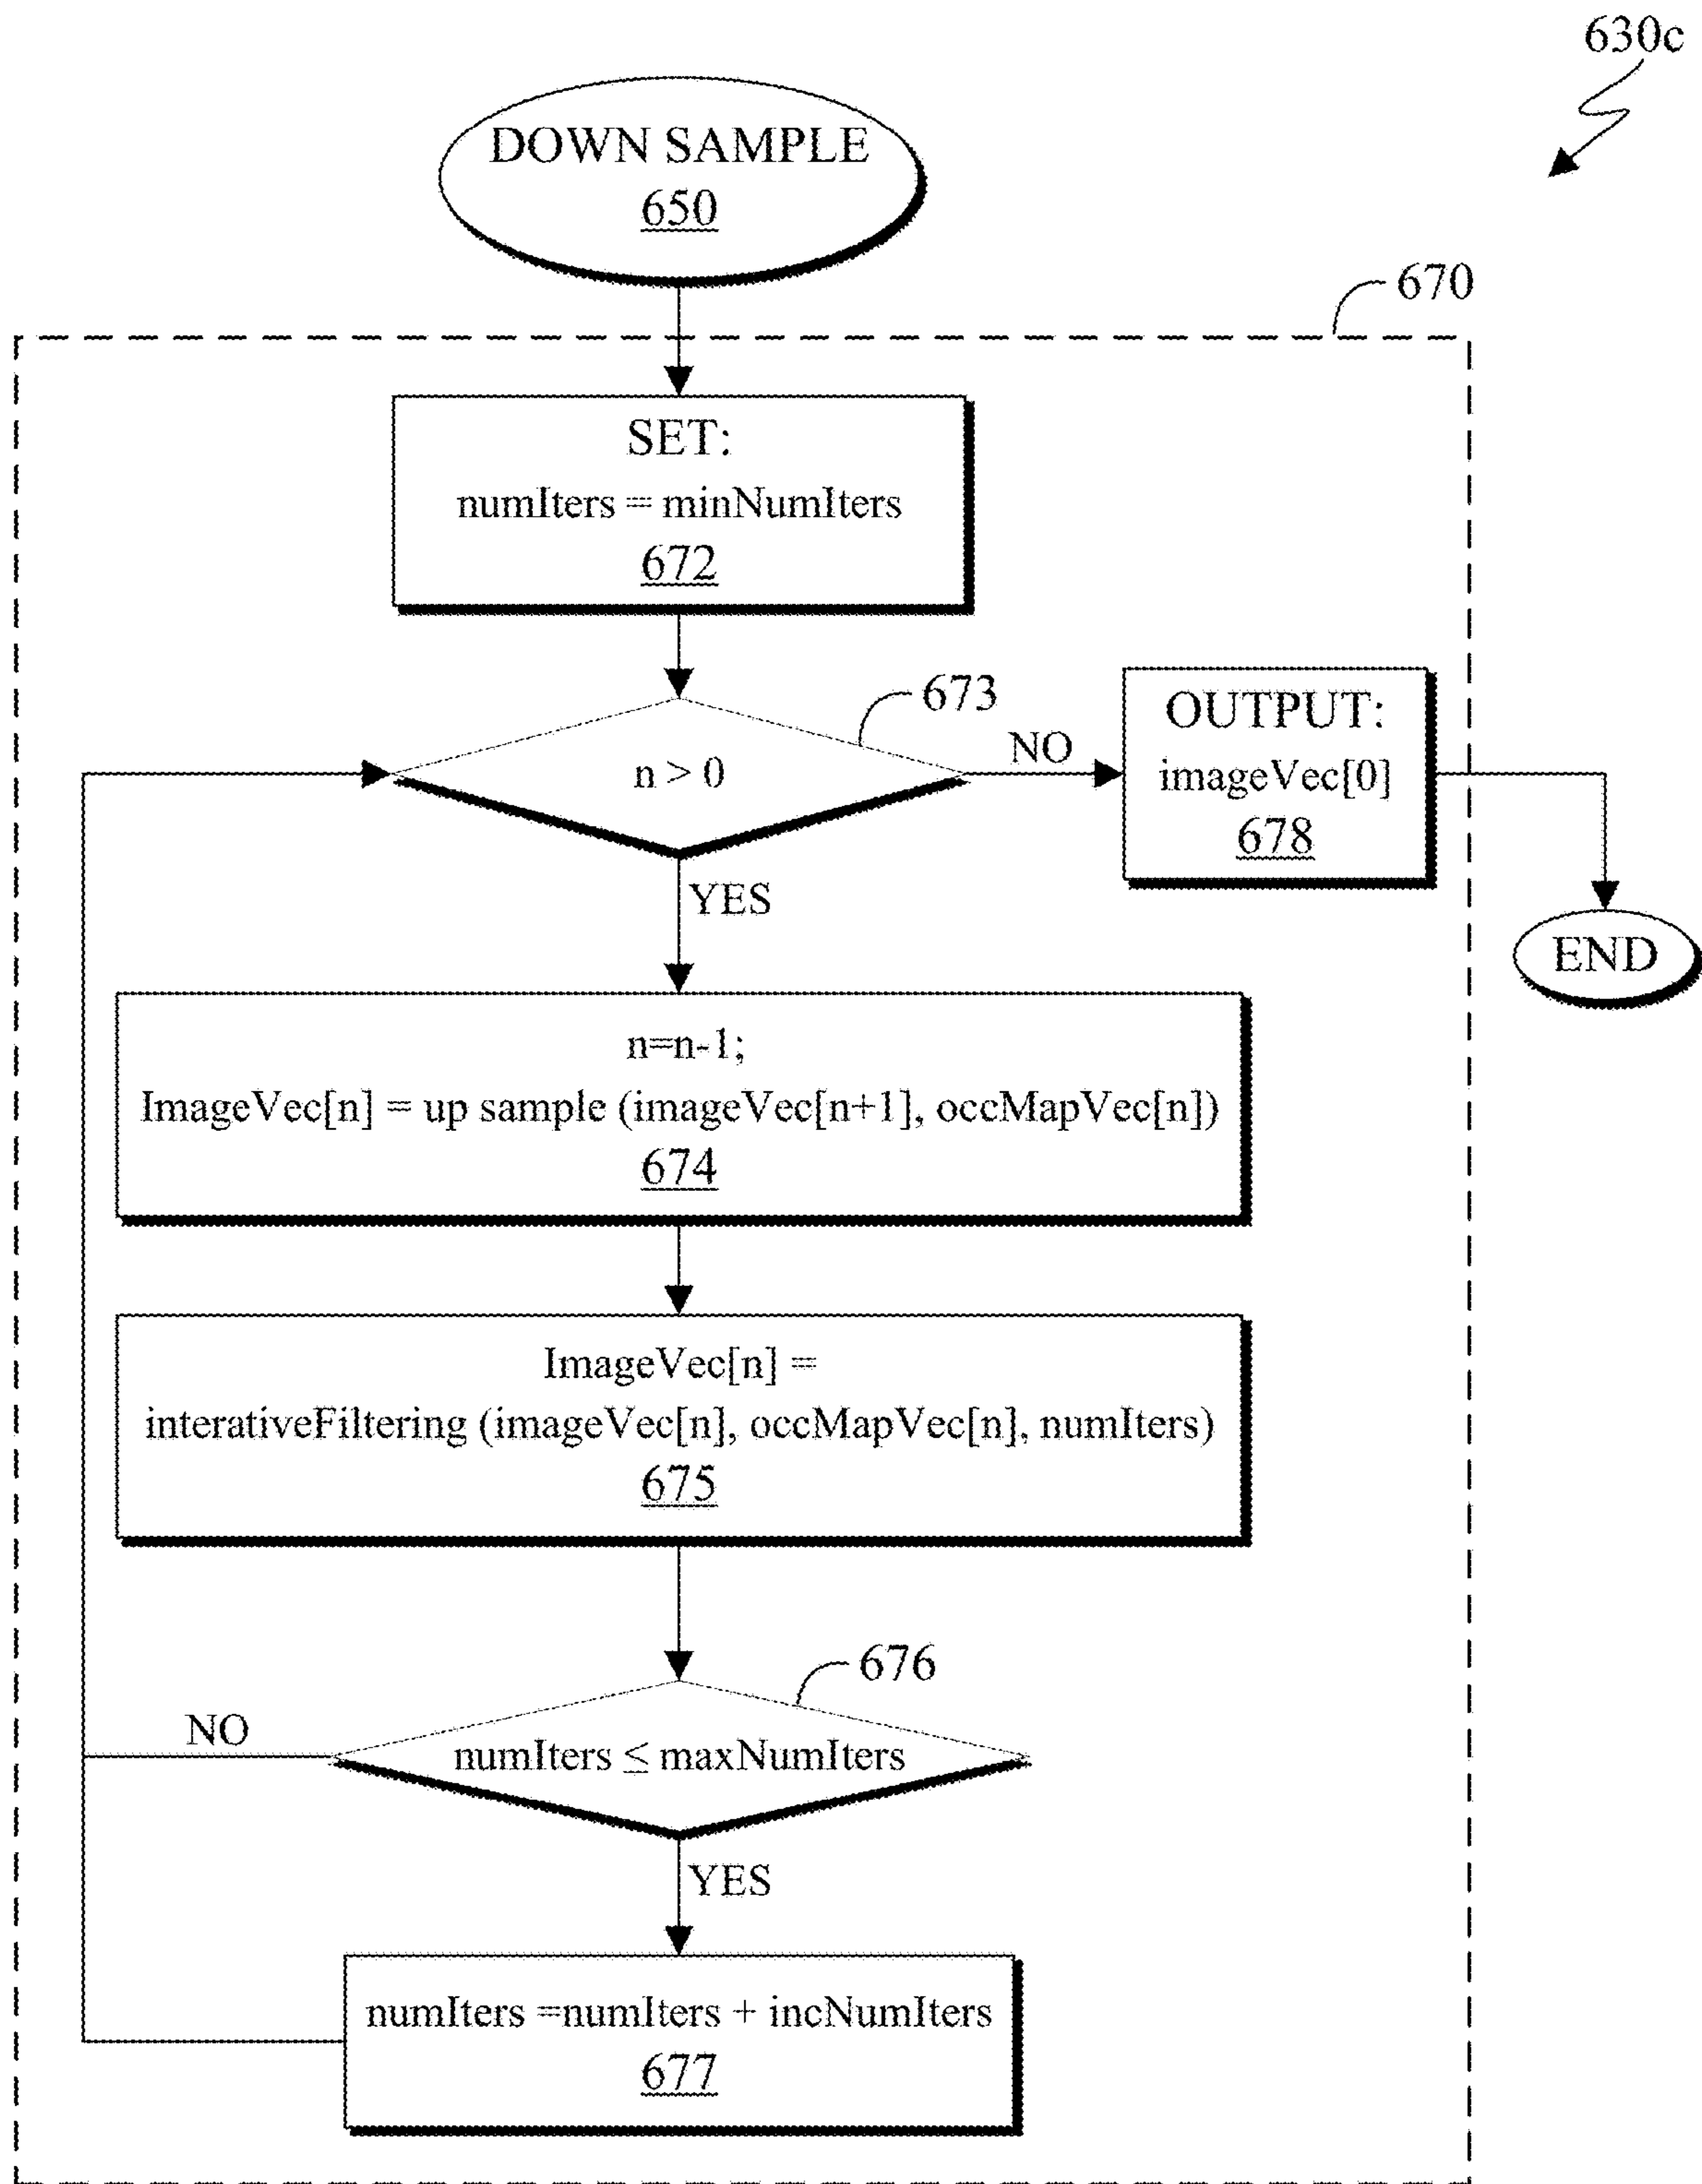 630c
DOWN SAMPLE
650
670
SET:
numIters = minNumIters
672
673
n > 0
NO
OUTPUT:
imageVec[0]
678
YES
END
n=n-1;
ImageVec[n] = up sample (imageVec[n+1], occMapVec[n])
674
ImageVec[n] =
interativeFiltering (imageVec[n], occMapVec[n], numIters)
675
676
NO
numIters ≤ maxNumIters
YES
numIters =numIters + incNumIters
677